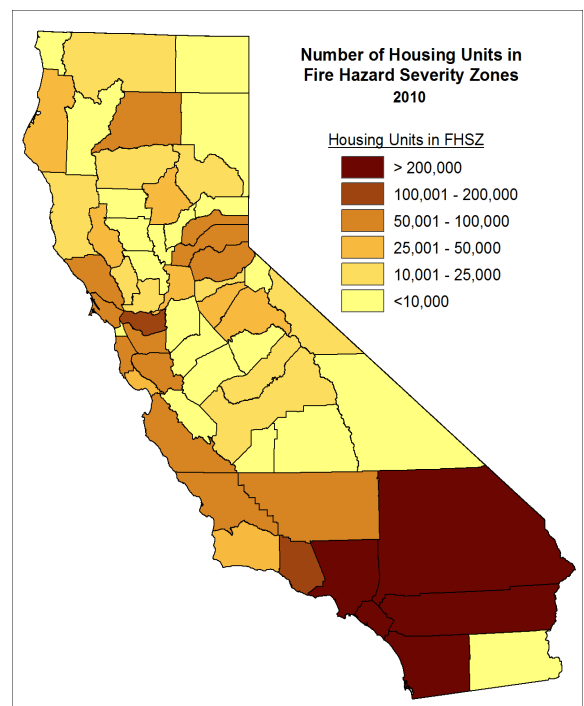 Number of Housing Units in
Fire Hazard Severity Zones
2010
Housing Units in FHSZ
> 200,000
100,001 - 200,000
50,001 - 100,000
25,001 - 50,000
10,001 - 25,000
<10,000